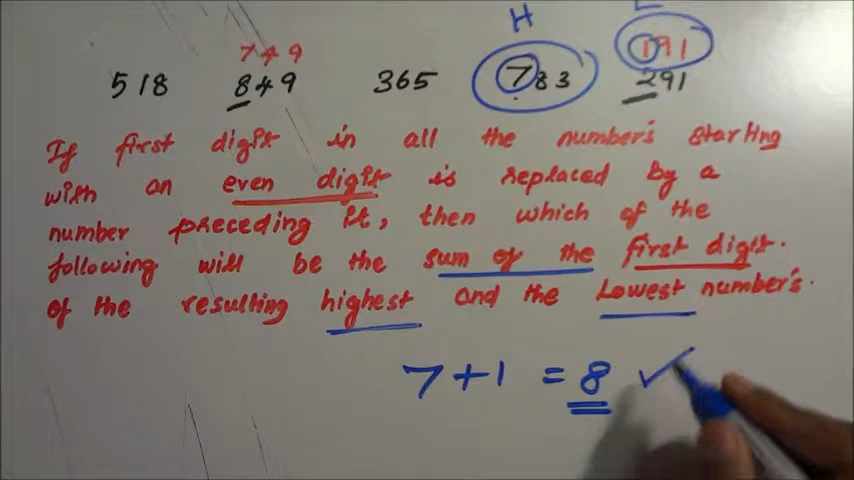 H L
749 191
518 849 365 783 291
If first digit in all the number's starting
with an even digit is replaced by a
number preceding it, then which of the
following will be the sum of the first digit.
of the resulting highest and the Lowest number's.
7+1 = 8 ✓